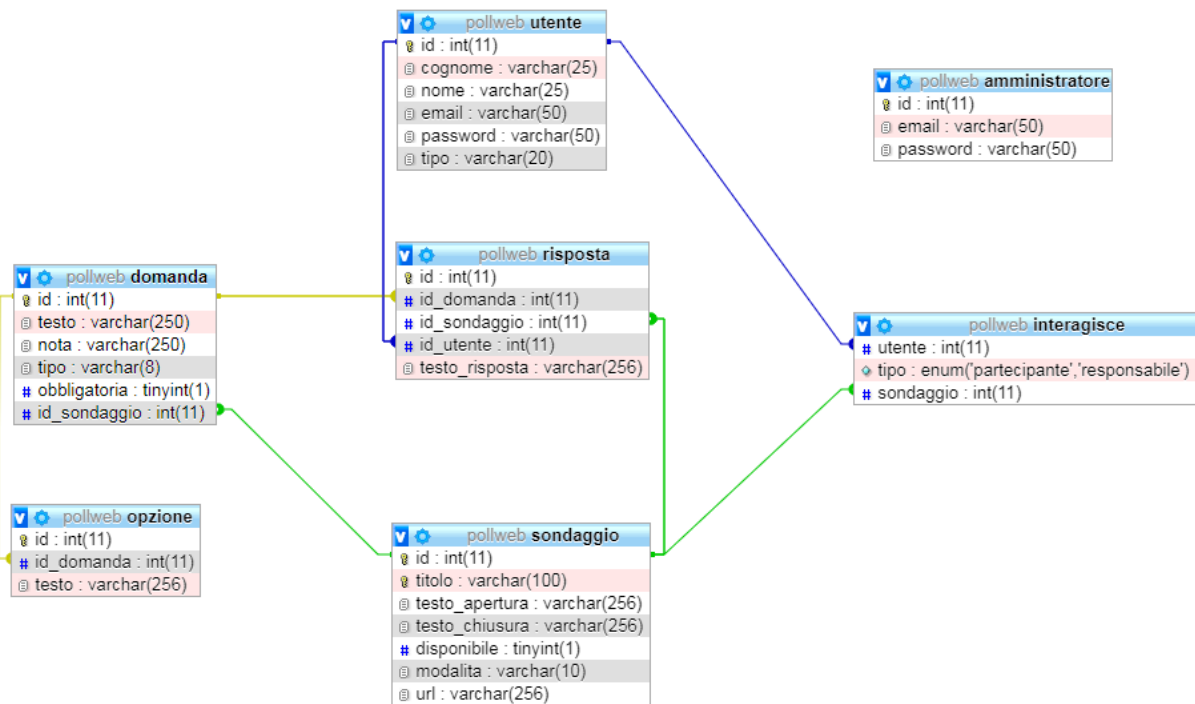 pollweb utente
id : int(11)
cognome : varchar(25)
nome : varchar(25)
email : varchar(50)
password : varchar(50)
tipo : varchar(20)
pollweb amministratore
id : int(11)
email : varchar(50)
password : varchar(50)
pollweb domanda
id : int(11)
testo : varchar(250)
nota : varchar(250)
tipo : varchar(8)
obbligatoria : tinyint(1)
id_sondaggio : int(11)
pollweb risposta
id : int(11)
id_domanda : int(11)
id_sondaggio : int(11)
id_utente : int(11)
testo_risposta : varchar(256)
pollweb interagisce
utente : int(11)
tipo : enum('partecipante','responsabile')
sondaggio : int(11)
pollweb opzione
id : int(11)
id_domanda : int(11)
testo : varchar(256)
pollweb sondaggio
id : int(11)
titolo : varchar(100)
testo_apertura : varchar(256)
testo_chiusura : varchar(256)
disponibile : tinyint(1)
modalita : varchar(10)
url : varchar(256)